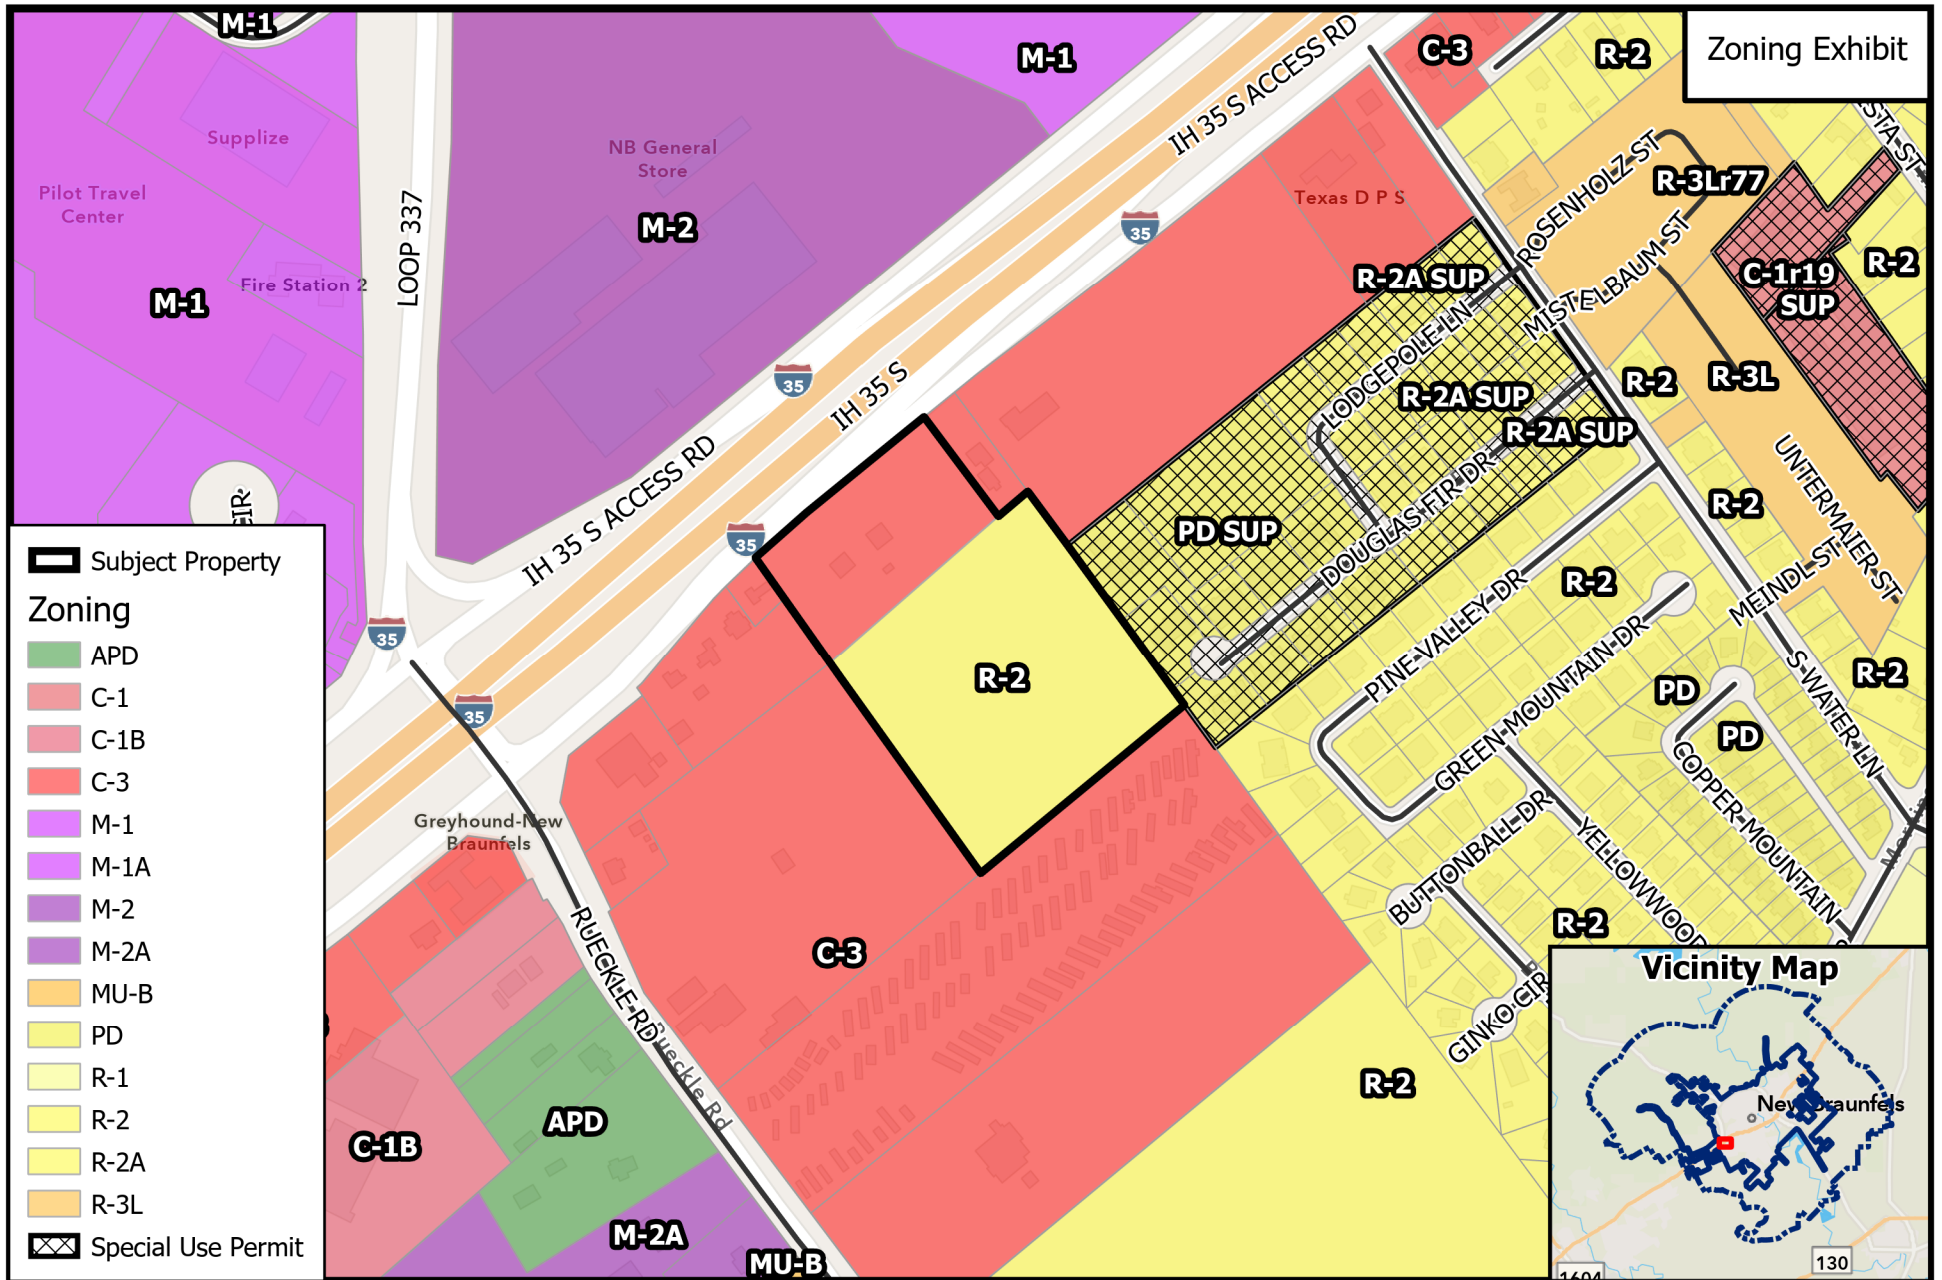 Zoning Exhibit
M-1
M-1
C-3
R-2
IH 35 S ACCESS RD
STA ST
Supplize
NB General
Store
Pilot Travel
Center
Texas D P S
ROSENHOLZ ST
R-3Lr77
M-2
35
LOOP 337
Fire Station 2
M-1
R-2A SUP
MISTELBAUM ST
C-1r19
SUP
R-2
LODGEPOLE LN
35
IH 35 S
R-2A SUP
R-2
R-3L
R-2A SUP
CIR
IH 35 S ACCESS RD
35
PD SUP
DOUGLAS FIR DR
R-2
UNTERMAIER ST
PINE VALLEY DR
R-2
MEINDL ST
35
R-2
GREEN MOUNTAIN DR
PD
S WATER LN
R-2
35
PD
COPPER MOUNTAIN
Greyhound-New
Braunfels
BUTTONBALL DR
YELLOWWOOD
RUECKLE RD
Rueckle Rd
C-3
R-2
GINKO CIR
R-2
APD
C-1B
M-2A
MU-B
Subject Property
Zoning
APD
C-1
C-1B
C-3
M-1
M-1A
M-2
M-2A
MU-B
PD
R-1
R-2
R-2A
R-3L
Special Use Permit
Vicinity Map
New Braunfels
130
1604